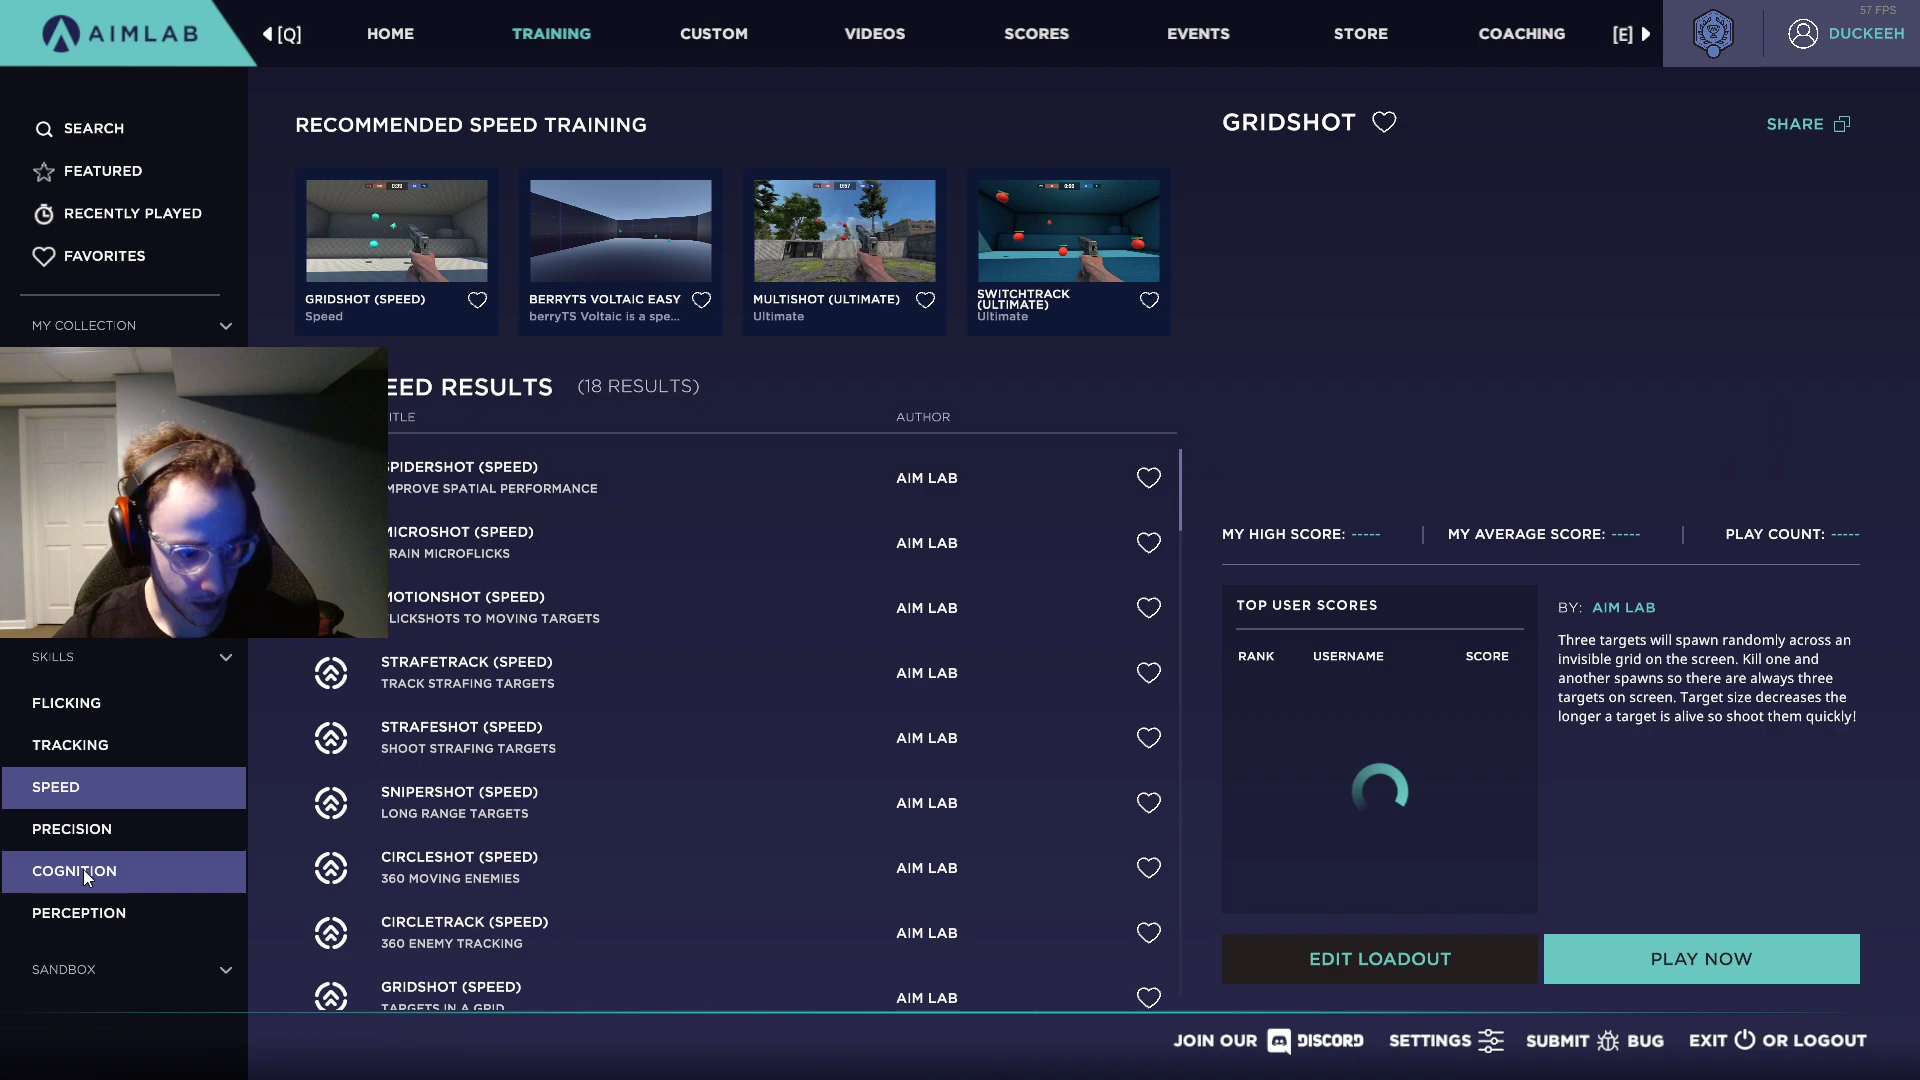 57 FPS
AIMLAB
[Q]
HOME
TRAINING
CUSTOM
VIDEOS
SCORES
EVENTS
STORE
COACHING
[E]
DUCKEEH
SEARCH
FEATURED
RECENTLY PLAYED
FAVORITES
MY COLLECTION
SKILLS
FLICKING
TRACKING
SPEED
PRECISION
COGNITION
PERCEPTION
SANDBOX
RECOMMENDED SPEED TRAINING
GRIDSHOT (SPEED)
Speed
BERRYTS VOLTAIC EASY
berryTS Voltaic is a spe...
MULTISHOT (ULTIMATE)
Ultimate
SWITCHTRACK
(ULTIMATE)
Ultimate
EED RESULTS (18 RESULTS)
ITLE AUTHOR
SPIDERSHOT (SPEED)
IMPROVE SPATIAL PERFORMANCE
AIM LAB
MICROSHOT (SPEED)
TRAIN MICROFLICKS
AIM LAB
MOTIONSHOT (SPEED)
FLICKSHOTS TO MOVING TARGETS
AIM LAB
STRAFETRACK (SPEED)
TRACK STRAFING TARGETS
AIM LAB
STRAFESHOT (SPEED)
SHOOT STRAFING TARGETS
AIM LAB
SNIPERSHOT (SPEED)
LONG RANGE TARGETS
AIM LAB
CIRCLESHOT (SPEED)
360 MOVING ENEMIES
AIM LAB
CIRCLETRACK (SPEED)
360 ENEMY TRACKING
AIM LAB
GRIDSHOT (SPEED)
TARGETS IN A GRID
AIM LAB
GRIDSHOT
SHARE
MY HIGH SCORE: -----
MY AVERAGE SCORE: -----
PLAY COUNT: -----
TOP USER SCORES
RANK USERNAME SCORE
BY: AIM LAB
Three targets will spawn randomly across an
invisible grid on the screen. Kill one and
another spawns so there are always three
targets on screen. Target size decreases the
longer a target is alive so shoot them quickly!
EDIT LOADOUT
PLAY NOW
JOIN OUR DISCORD
SETTINGS
SUBMIT BUG
EXIT OR LOGOUT